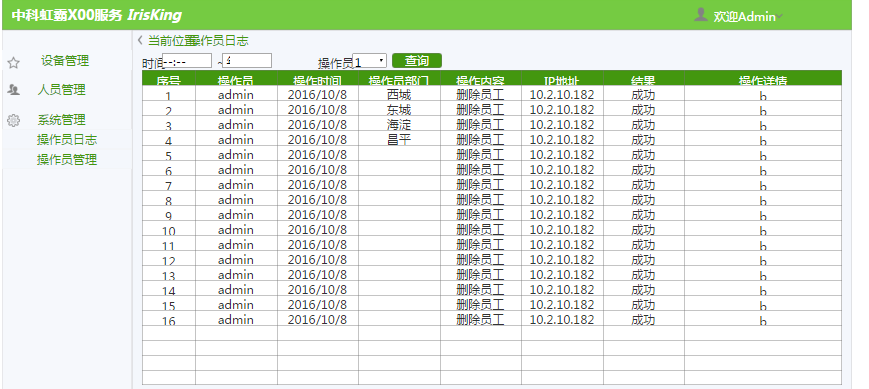 中科虹霸X00服务 IrisKing 欢迎Admin
当前位置操作员日志
设备管理
人员管理
系统管理
操作员日志
操作员管理
时间 --:-- ~ 操作员 1 查询
序号 操作员 操作时间 操作员部门 操作内容 IP地址 结果 操作详情
1 admin 2016/10/8 西城 删除员工 10.2.10.182 成功 b
2 admin 2016/10/8 东城 删除员工 10.2.10.182 成功 b
3 admin 2016/10/8 海淀 删除员工 10.2.10.182 成功 b
4 admin 2016/10/8 昌平 删除员工 10.2.10.182 成功 b
5 admin 2016/10/8 删除员工 10.2.10.182 成功 b
6 admin 2016/10/8 删除员工 10.2.10.182 成功 b
7 admin 2016/10/8 删除员工 10.2.10.182 成功 b
8 admin 2016/10/8 删除员工 10.2.10.182 成功 b
9 admin 2016/10/8 删除员工 10.2.10.182 成功 b
10 admin 2016/10/8 删除员工 10.2.10.182 成功 b
11 admin 2016/10/8 删除员工 10.2.10.182 成功 b
12 admin 2016/10/8 删除员工 10.2.10.182 成功 b
13 admin 2016/10/8 删除员工 10.2.10.182 成功 b
14 admin 2016/10/8 删除员工 10.2.10.182 成功 b
15 admin 2016/10/8 删除员工 10.2.10.182 成功 b
16 admin 2016/10/8 删除员工 10.2.10.182 成功 b